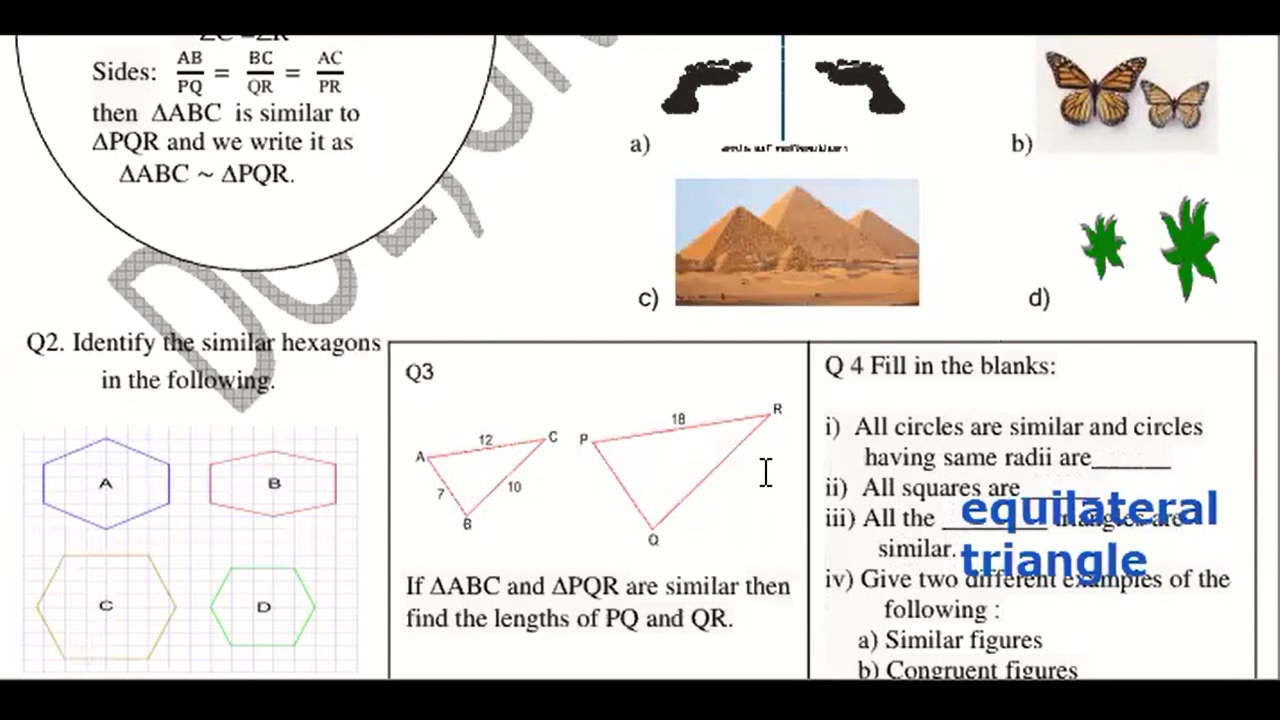 ∠C =∠R
Sides: AB/PQ = BC/QR = AC/PR
then ΔABC is similar to
ΔPQR and we write it as
ΔABC ~ ΔPQR.
a)
b)
c)
d)
Q2. Identify the similar hexagons
in the following.
A
B
C
D
Q3
12
A
C
7
10
B
18
P
R
Q
If ΔABC and ΔPQR are similar then
find the lengths of PQ and QR.
Q 4 Fill in the blanks:
i) All circles are similar and circles
having same radii are_______
ii) All squares are_______
iii) All the _________ triangles are
similar.
equilateral
triangle
iv) Give two different examples of the
following :
a) Similar figures
b) Congruent figures